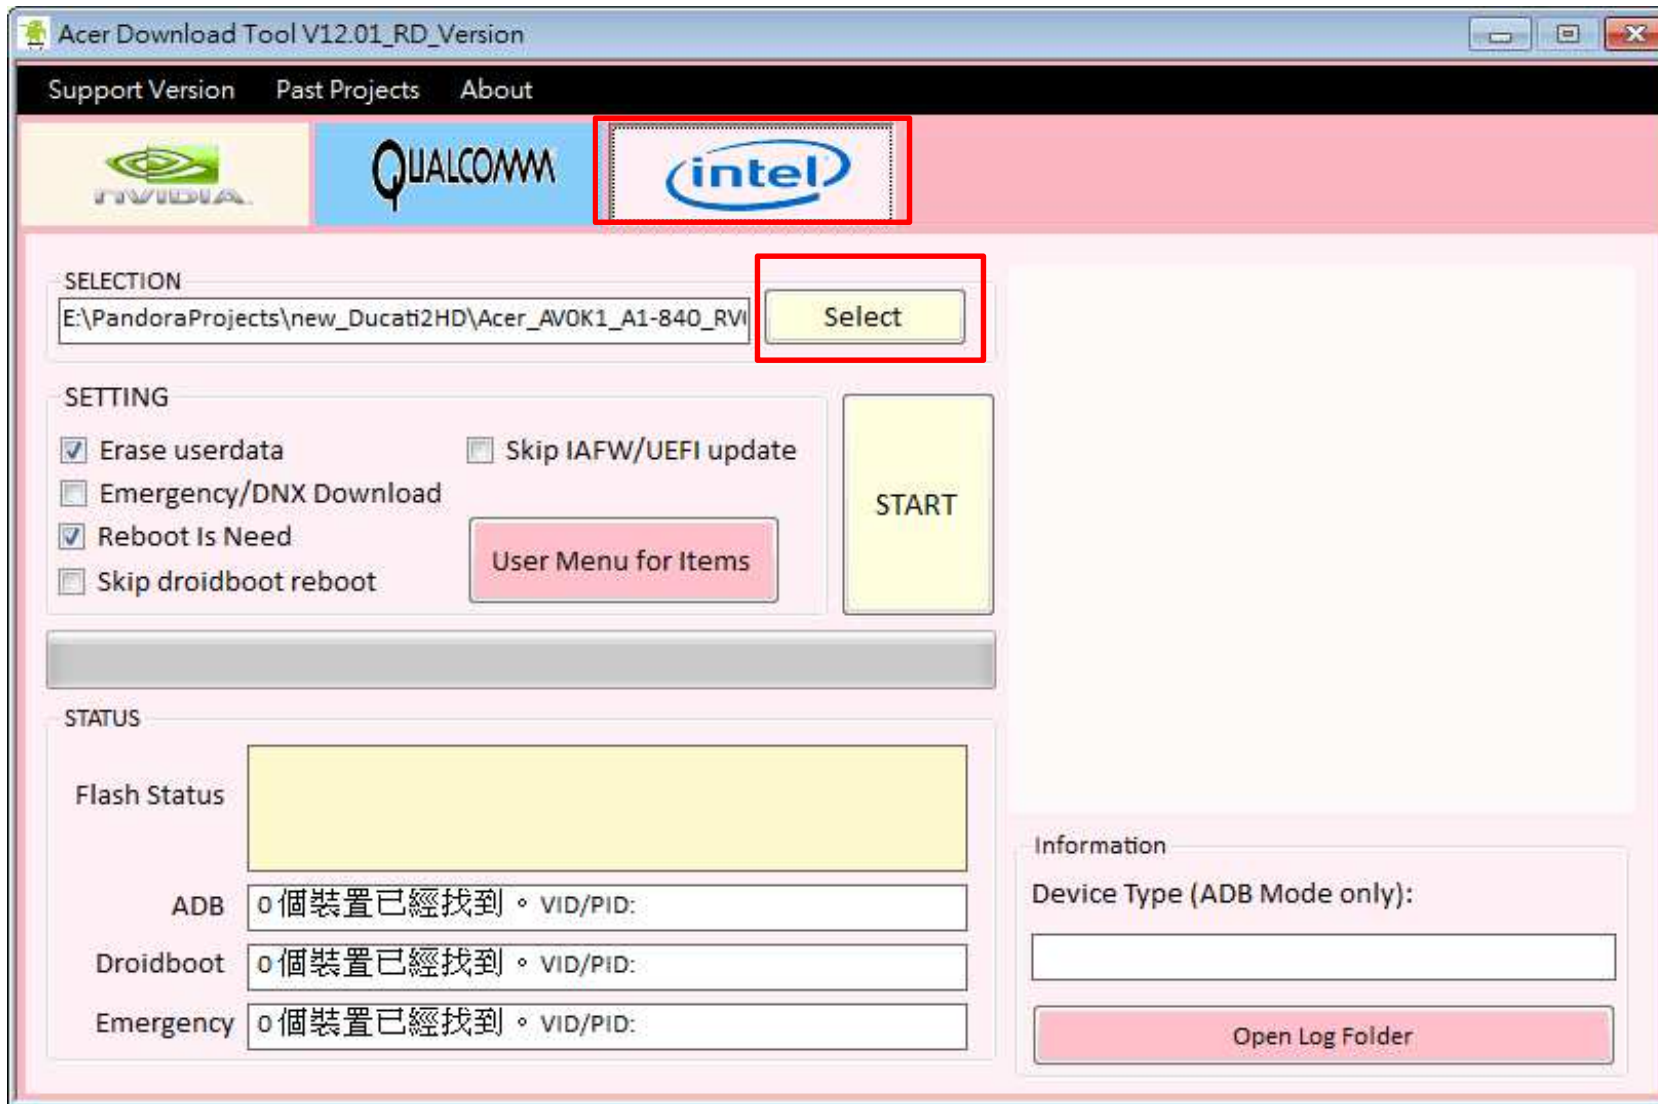 Acer Download Tool V12.01_RD_Version
Support Version Past Projects About
NVIDIA. QUALCOMM intel
SELECTION
E:\PandoraProjects\new_Ducati2HD\Acer_AV0K1_A1-840_RV Select
SETTING
Erase userdata Skip IAFW/UEFI update
Emergency/DNX Download
START
Reboot Is Need
User Menu for Items
Skip droidboot reboot
STATUS
Flash Status
Information
Device Type (ADB Mode only):
ADB 0 個裝置已經找到。VID/PID:
Droidboot 0 個裝置已經找到。VID/PID:
Emergency 0 個裝置已經找到。VID/PID:
Open Log Folder